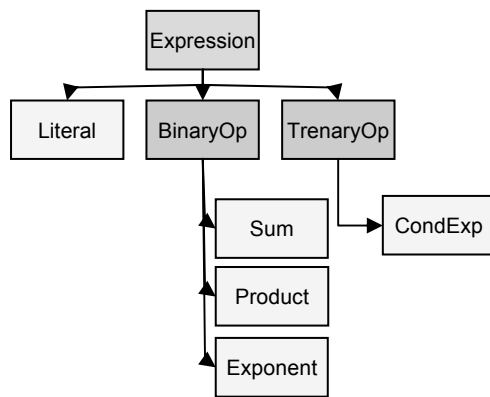 Expression
Literal
BinaryOp
TrenaryOp
Sum
CondExp
Product
Exponent